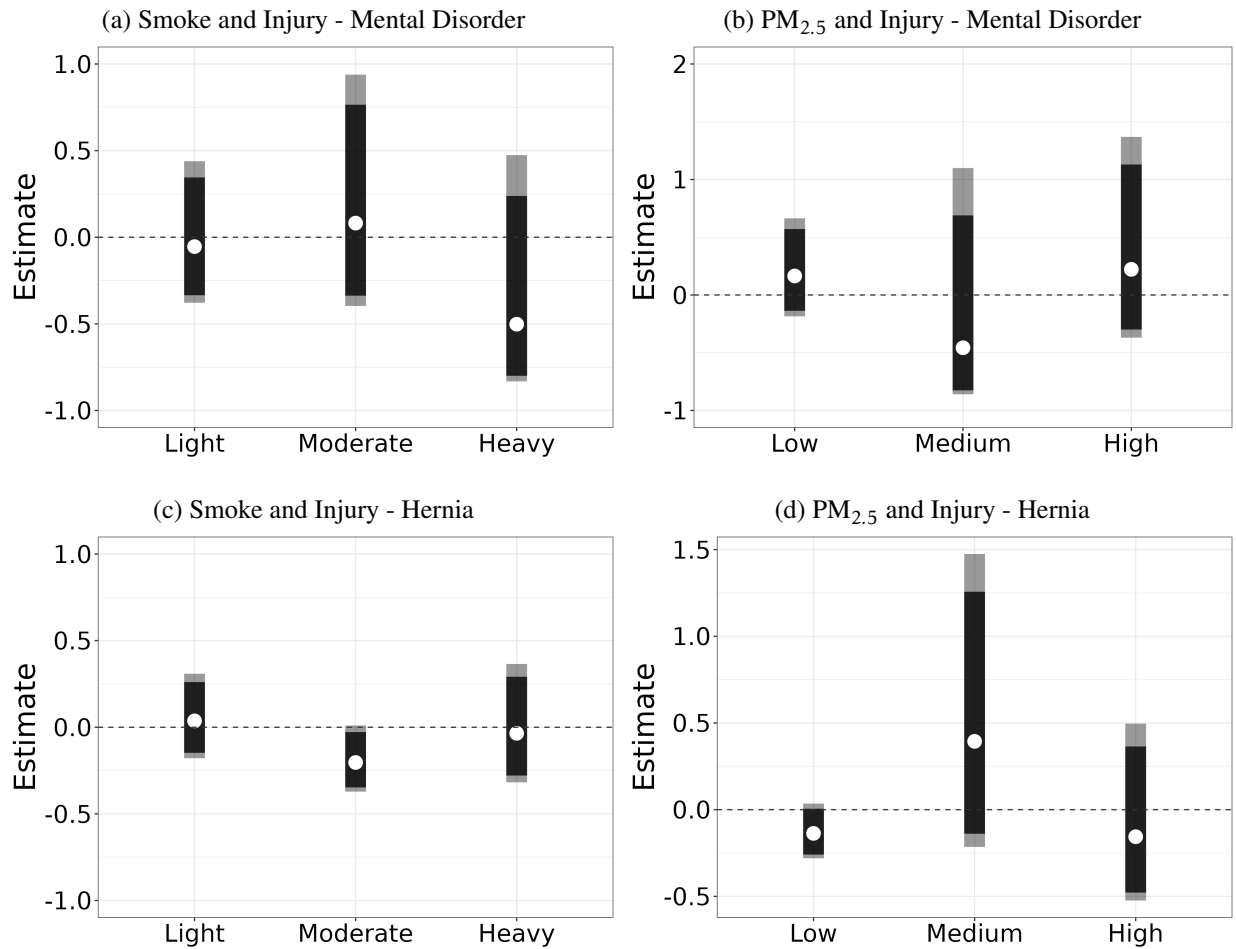 (a) Smoke and Injury - Mental Disorder
1.0
0.5
0.0
-0.5
-1.0
Estimate
Light Moderate Heavy
(b) PM2.5 and Injury - Mental Disorder
2
1
0
-1
Estimate
Low Medium High
(c) Smoke and Injury - Hernia
1.0
0.5
0.0
-0.5
-1.0
Estimate
Light Moderate Heavy
(d) PM2.5 and Injury - Hernia
1.5
1.0
0.5
0.0
-0.5
Estimate
Low Medium High